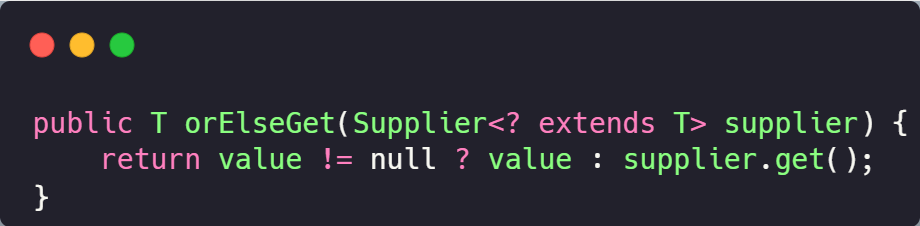 public T orElseGet(Supplier<? extends T> supplier) {
    return value != null ? value : supplier.get();
}